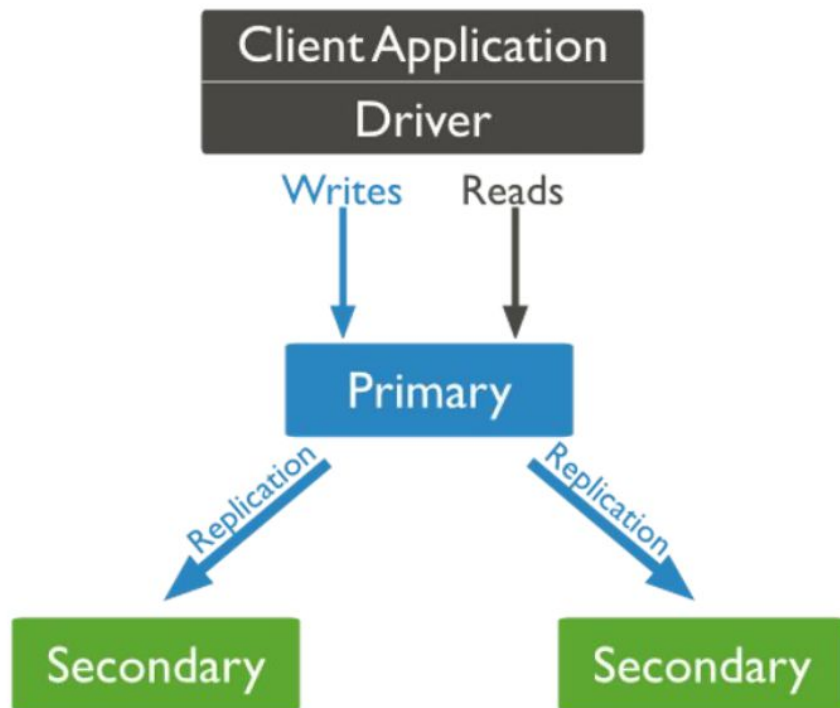 Client Application
Driver
Writes Reads
Primary
Replication Replication
Secondary Secondary